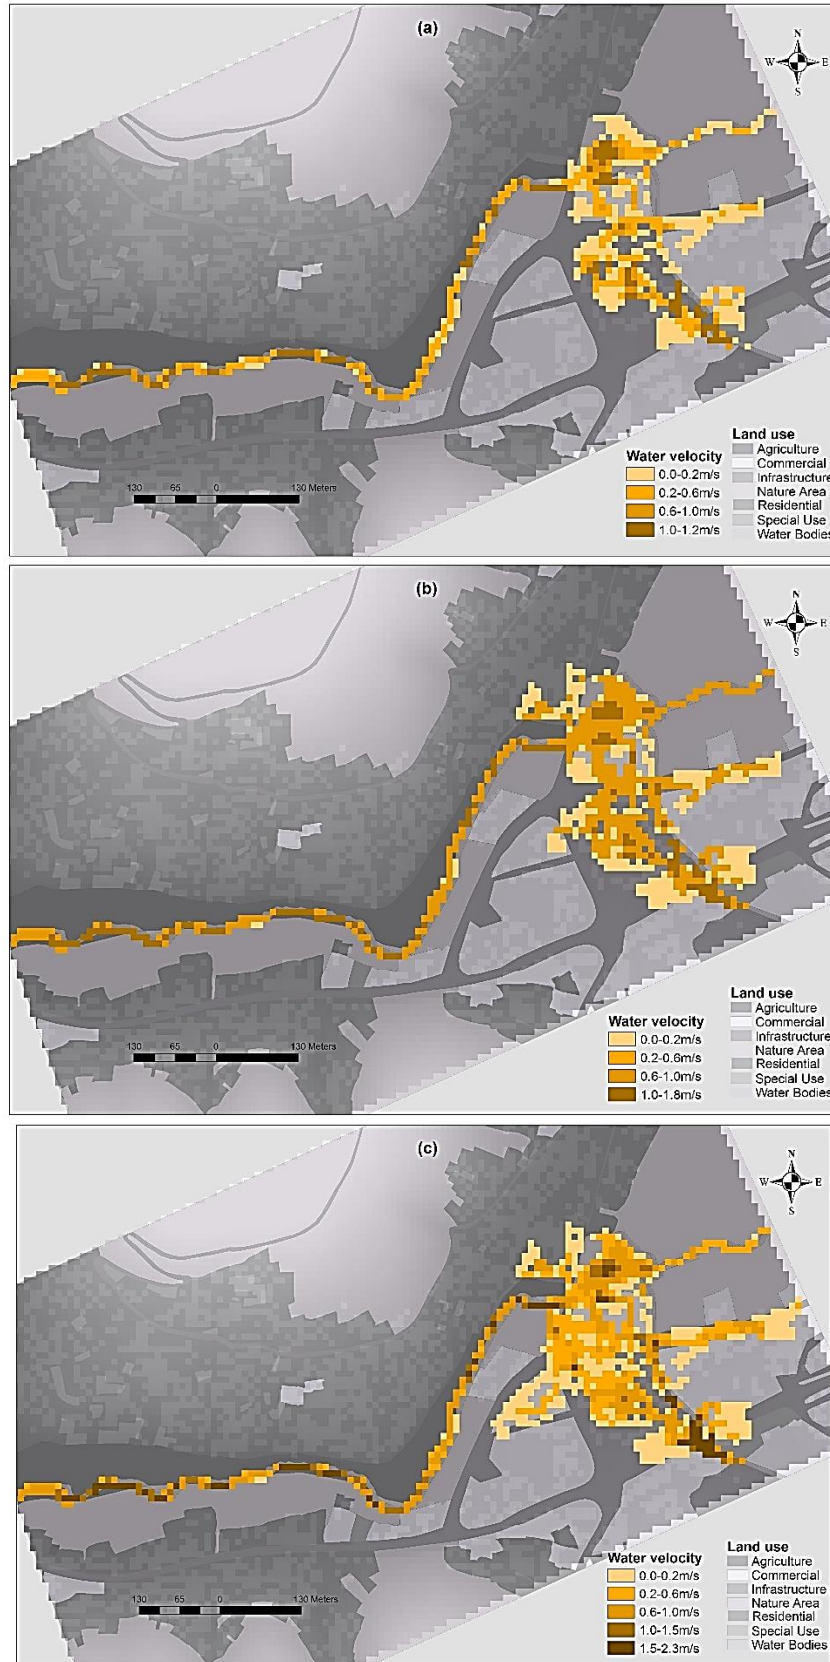 (a)
N
W E
S
Land use
Agriculture
Commercial
Infrastructure
Nature Area
Residential
Special Use
Water Bodies
Water velocity
0.0-0.2m/s
0.2-0.6m/s
0.6-1.0m/s
1.0-1.2m/s
130 65 0 130 Meters
(b)
N
W E
S
Land use
Agriculture
Commercial
Infrastructure
Nature Area
Residential
Special Use
Water Bodies
Water velocity
0.0-0.2m/s
0.2-0.6m/s
0.6-1.0m/s
1.0-1.8m/s
130 65 0 130 Meters
(c)
N
W E
S
Land use
Agriculture
Commercial
Infrastructure
Nature Area
Residential
Special Use
Water Bodies
Water velocity
0.0-0.2m/s
0.2-0.6m/s
0.6-1.0m/s
1.0-1.5m/s
1.5-2.3m/s
130 65 0 130 Meters